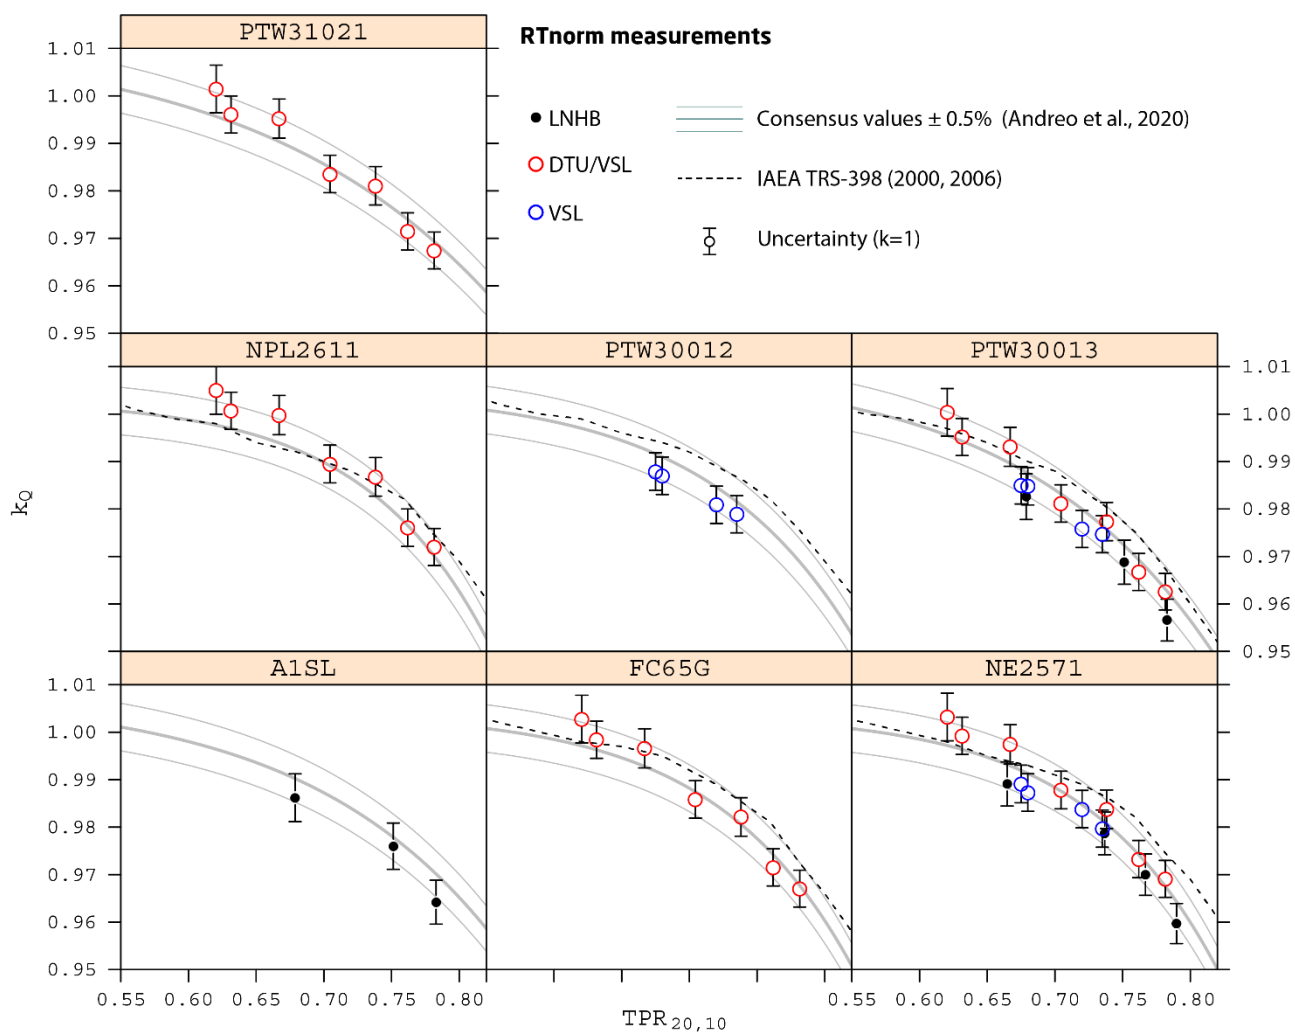 PTW31021
RTnorm measurements
LNHB
DTU/VSL
VSL
Consensus values ± 0.5% (Andreo et al., 2020)
IAEA TRS-398 (2000, 2006)
Uncertainty (k=1)
1.01
1.00
0.99
0.98
0.97
0.96
0.95
NPL2611
PTW30012
PTW30013
1.01
1.00
0.99
0.98
0.97
0.96
0.95
kQ
A1SL
FC65G
NE2571
1.01
1.00
0.99
0.98
0.97
0.96
0.95
0.55 0.60 0.65 0.70 0.75 0.80
0.55 0.60 0.65 0.70 0.75 0.80
TPR20,10